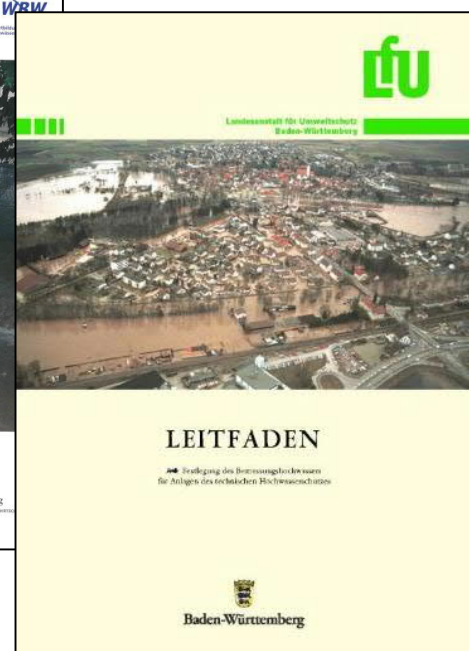 WBW
LfU
Landesanstalt für Umweltschutz
Baden-Württemberg
LEITFADEN
Festlegung des Bemessungshochwassers
für Anlagen des technischen Hochwasserschutzes
Baden-Württemberg